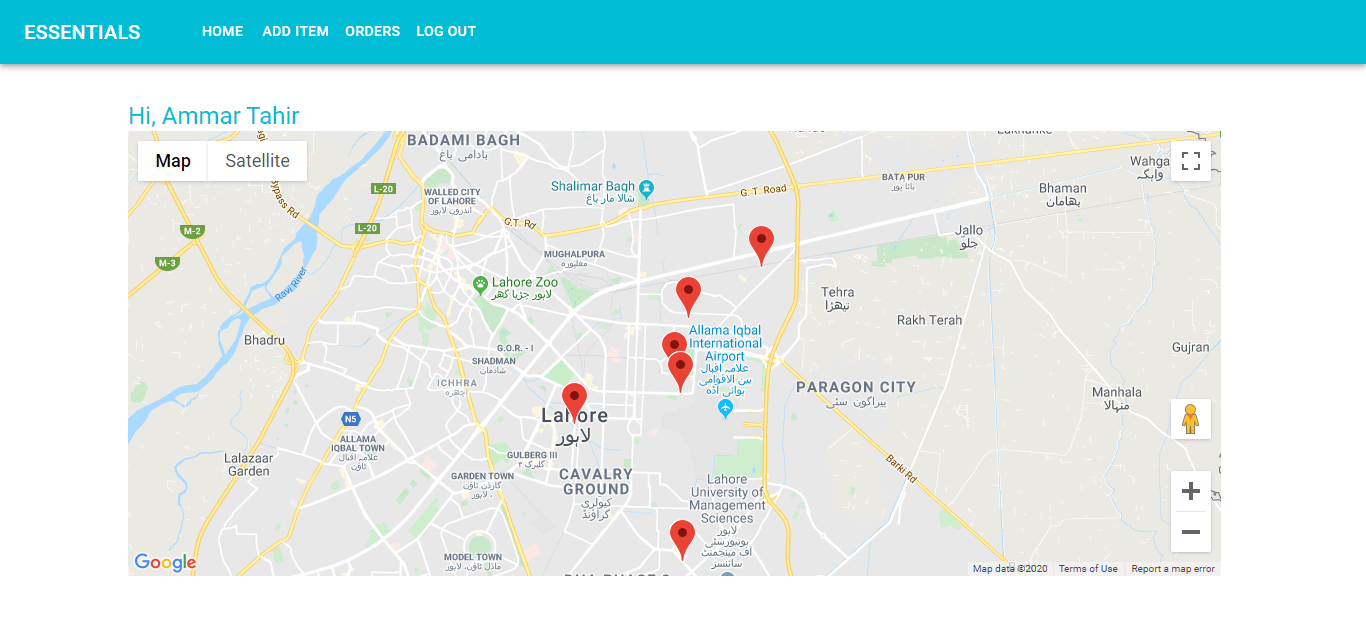 ESSENTIALS
HOME
ADD ITEM
ORDERS
LOG OUT
Hi, Ammar Tahir
Map
Satellite
BADAMI BAGH
بادامی باغ
Wahga
واہگہ
Bypass Rd
L-20
WALLED CITY
OF LAHORE
اندرون لاہور
Shalimar Bagh
شالا مار باغ
G. T. Road
BATA PUR
باٹا پور
Bhaman
بھامان
M-2
L-20
G.T. Rd
Jallo
جلو
M-3
MUGHALPURA
مغلپورہ
Ravi River
Lahore Zoo
لاہور چڑیا گھر
Tehra
Rakh Terah
Allama Iqbal
International
Airport
علامہ اقبال
بین الاقوامی
ہوائی اڈہ
Bhadru
G.O.R. - I
SHADMAN
شادمان
Gujran
ICHHRA
اچھرہ
PARAGON CITY
پیراگون سٹی
Manhala
منہالا
N5
Lahore
لاہور
ALLAMA
IQBAL TOWN
علامہ اقبال
ٹاؤن
Lalazaar
Garden
GULBERG III
گلبرگ ۳
GARDEN TOWN
گارڈن ٹاؤن
، لاہور
CAVALRY
GROUND
کیولری
گراؤنڈ
Barki Rd
Lahore
University of
Management
Sciences
لاہور
یونیورسٹی
آف مینجمنٹ
سائنسز
MODEL TOWN
ماڈل ٹاؤن، لاہور
Google
Map data ©2020
Terms of Use
Report a map error